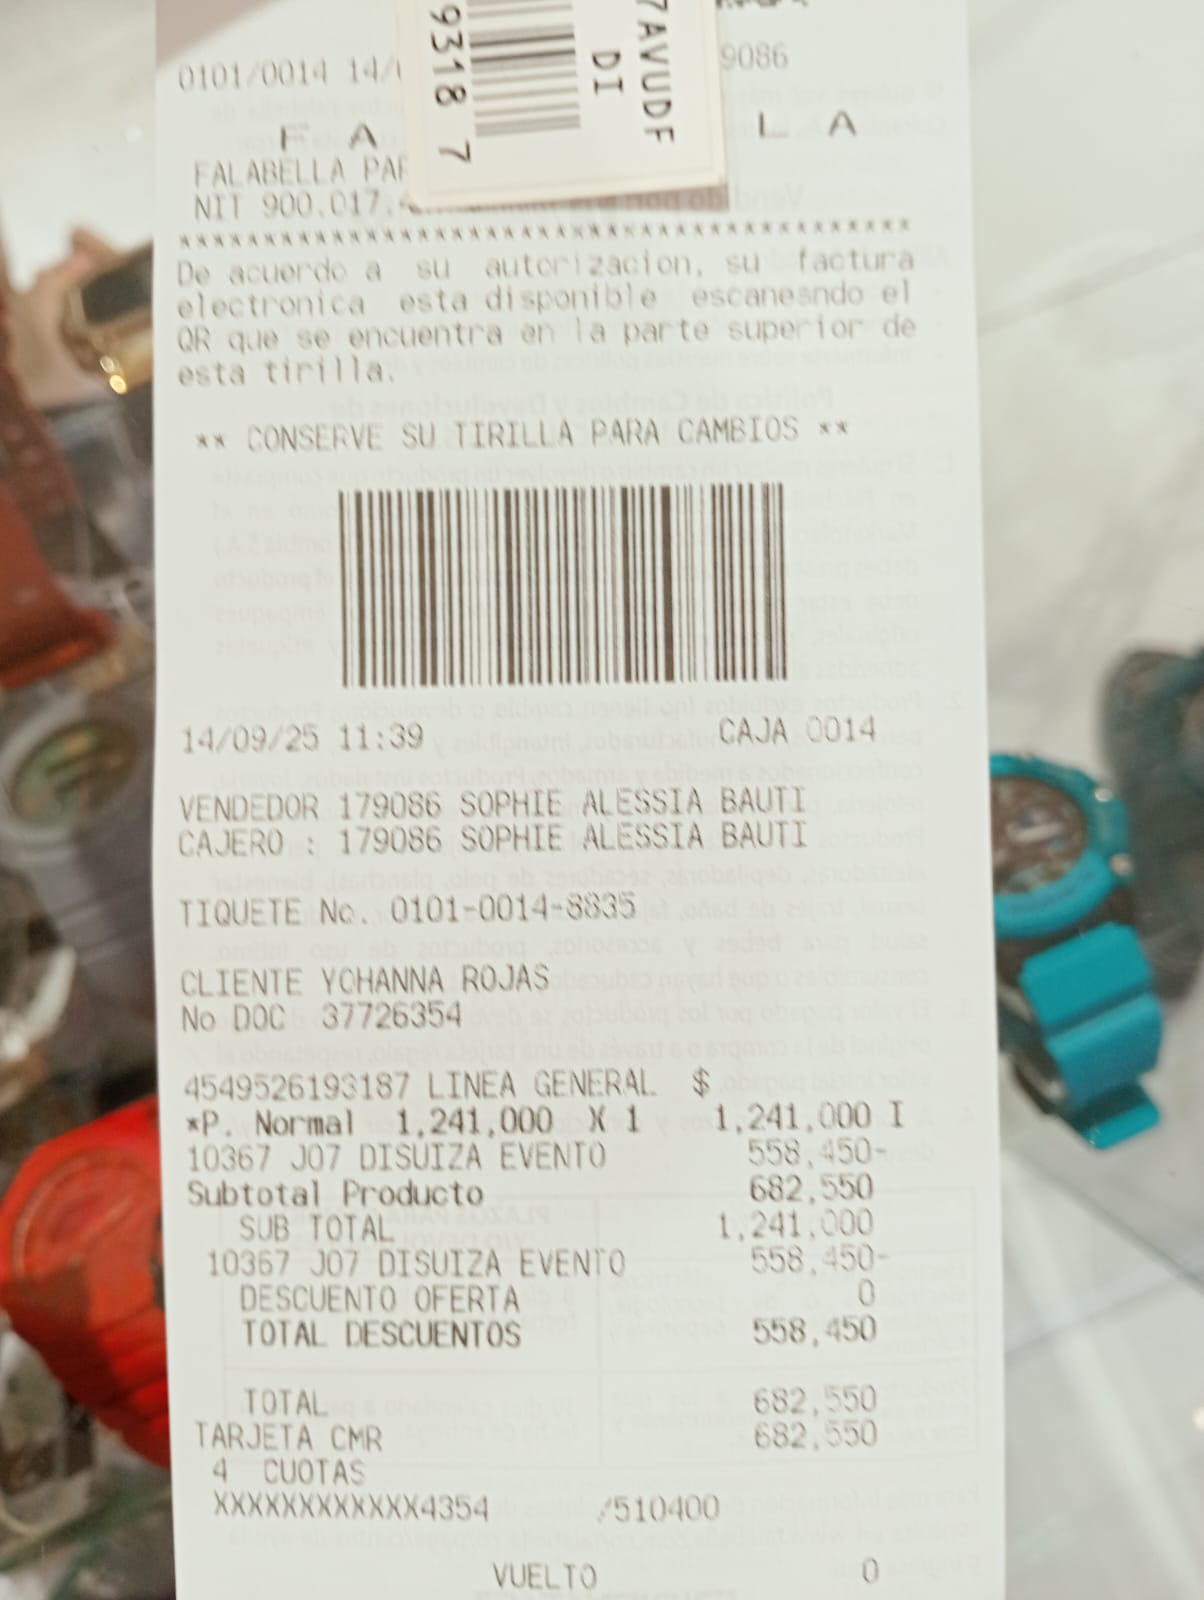 9318 7
DI
7AVUDF
0101/0014 14/
9086
F A
L A
FALABELLA PAR
NIT 900.017.
****************************************
De acuerdo a su autorizacion, su factura
electronica esta disponible escaneando el
QR que se encuentra en la parte superior de
esta tirilla.
** CONSERVE SU TIRILLA PARA CAMBIOS **
14/09/25 11:39 CAJA 0014
VENDEDOR 179086 SOPHIE ALESSIA BAUTI
CAJERO : 179086 SOPHIE ALESSIA BAUTI
TIQUETE No. 0101-0014-8835
CLIENTE YOHANNA ROJAS
No DOC 37726354
4549526193187 LINEA GENERAL $
*P. Normal 1,241,000 X 1 1,241,000 I
10367 J07 DISUIZA EVENTO 558,450-
Subtotal Producto 682,550
SUB TOTAL 1,241,000
10367 J07 DISUIZA EVENTO 558,450-
DESCUENTO OFERTA 0
TOTAL DESCUENTOS 558,450
TOTAL 682,550
TARJETA CMR 682,550
4 CUOTAS
XXXXXXXXXXXX4354 /510400
VUELTO 0